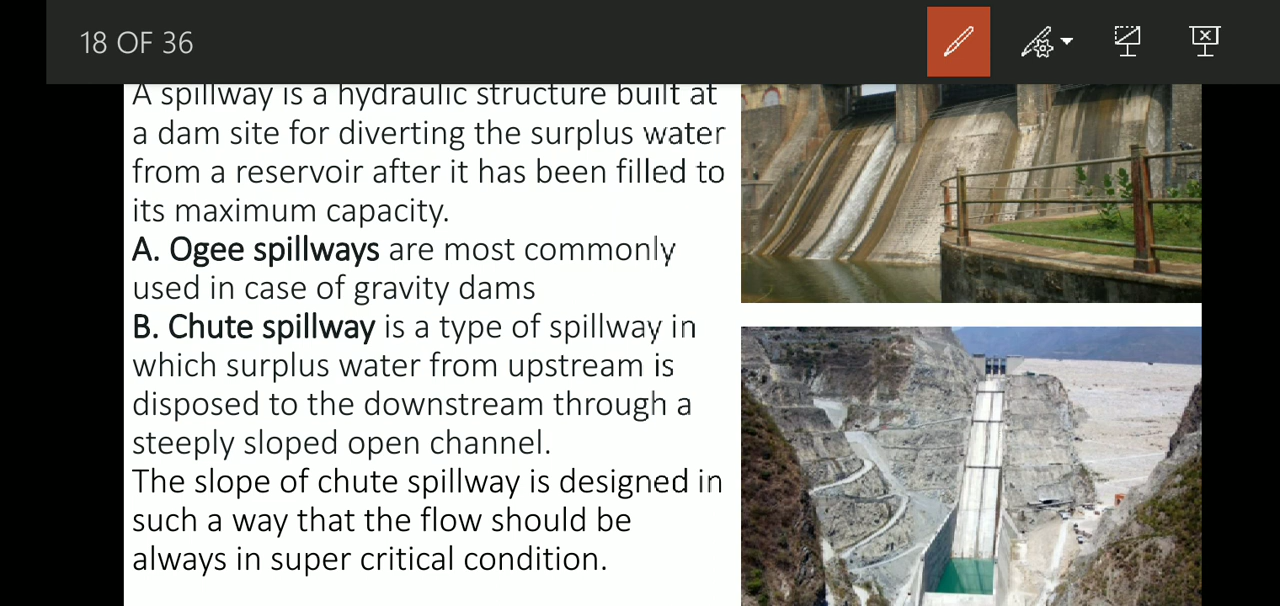 18 OF 36
A spillway is a hydraulic structure built at
a dam site for diverting the surplus water
from a reservoir after it has been filled to
its maximum capacity.
A. Ogee spillways are most commonly
used in case of gravity dams
B. Chute spillway is a type of spillway in
which surplus water from upstream is
disposed to the downstream through a
steeply sloped open channel.
The slope of chute spillway is designed in
such a way that the flow should be
always in super critical condition.